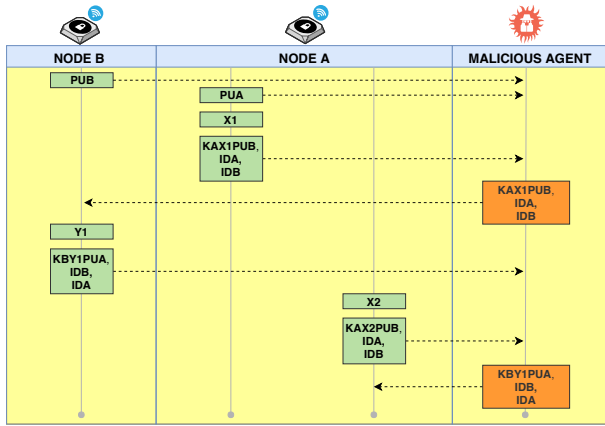 NODE B
NODE A
MALICIOUS AGENT
PUB
PUA
X1
KAX1PUB,
IDA,
IDB
KAX1PUB,
IDA,
IDB
Y1
KBY1PUA,
IDB,
IDA
X2
KAX2PUB,
IDA,
IDB
KBY1PUA,
IDB,
IDA